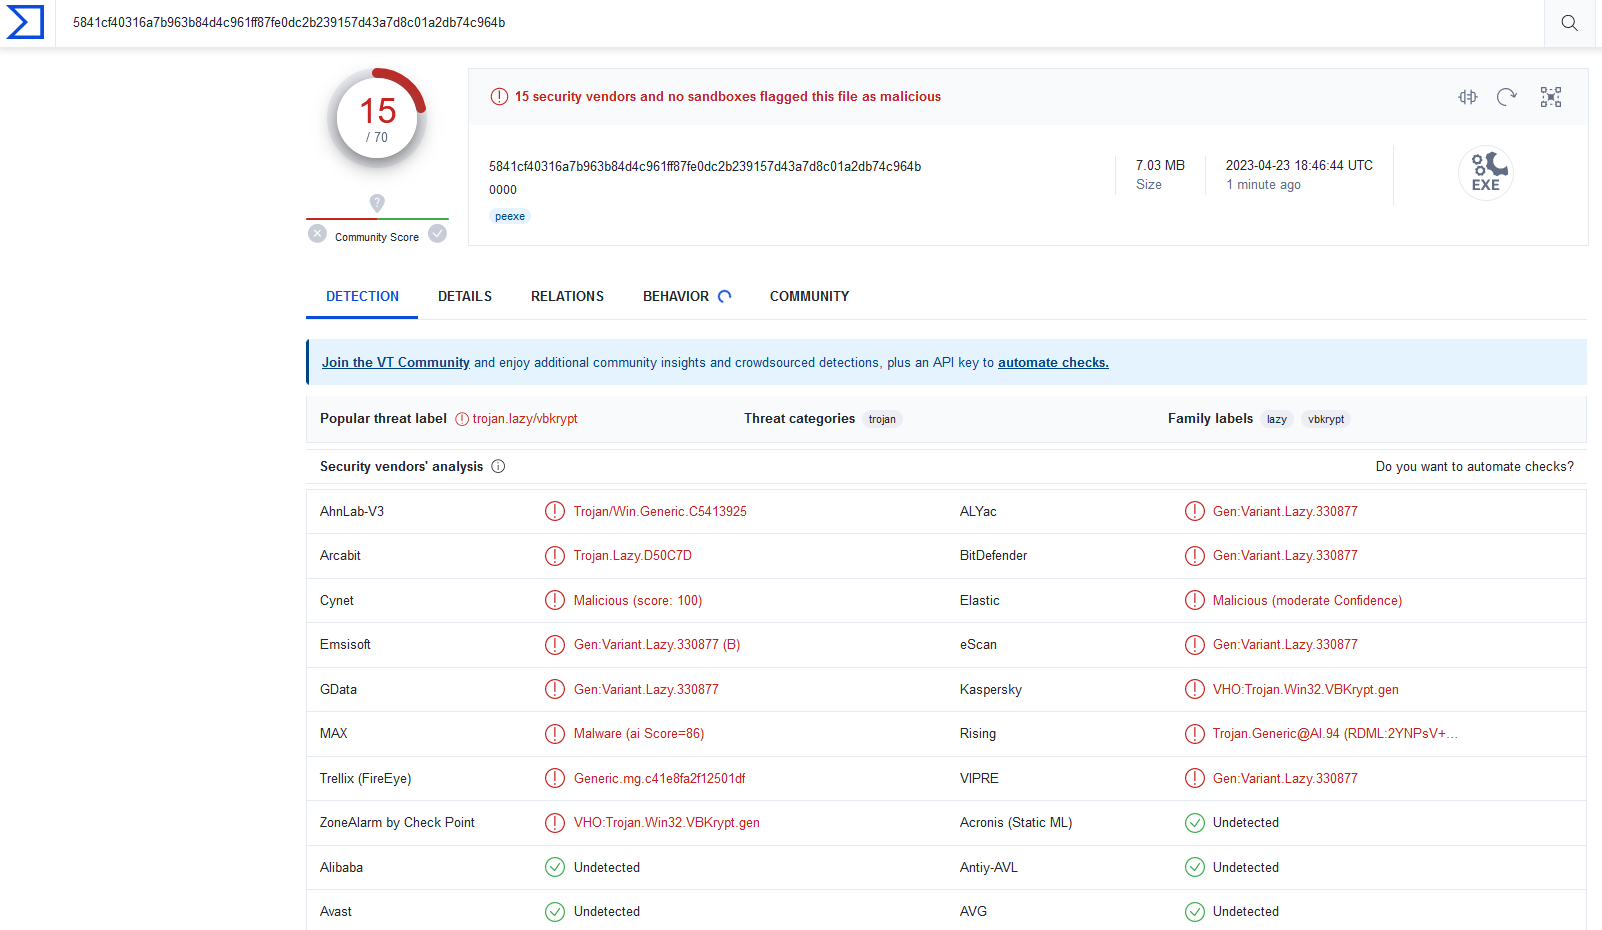 5841cf40316a7b963b84d4c961ff87fe0dc2b239157d43a7d8c01a2db74c964b
15
/ 70
?
Community Score
15 security vendors and no sandboxes flagged this file as malicious
5841cf40316a7b963b84d4c961ff87fe0dc2b239157d43a7d8c01a2db74c964b
0000
peexe
7.03 MB
Size
2023-04-23 18:46:44 UTC
1 minute ago
EXE
DETECTION DETAILS RELATIONS BEHAVIOR COMMUNITY
Join the VT Community and enjoy additional community insights and crowdsourced detections, plus an API key to automate checks.
Popular threat label trojan.lazy/vbkrypt Threat categories trojan Family labels lazy vbkrypt
Security vendors' analysis Do you want to automate checks?
AhnLab-V3 Trojan/Win.Generic.C5413925 ALYac Gen:Variant.Lazy.330877
Arcabit Trojan.Lazy.D50C7D BitDefender Gen:Variant.Lazy.330877
Cynet Malicious (score: 100) Elastic Malicious (moderate Confidence)
Emsisoft Gen:Variant.Lazy.330877 (B) eScan Gen:Variant.Lazy.330877
GData Gen:Variant.Lazy.330877 Kaspersky VHO:Trojan.Win32.VBKrypt.gen
MAX Malware (ai Score=86) Rising Trojan.Generic@AI.94 (RDML:2YNPsV+...
Trellix (FireEye) Generic.mg.c41e8fa2f12501df VIPRE Gen:Variant.Lazy.330877
ZoneAlarm by Check Point VHO:Trojan.Win32.VBKrypt.gen Acronis (Static ML) Undetected
Alibaba Undetected Antiy-AVL Undetected
Avast Undetected AVG Undetected